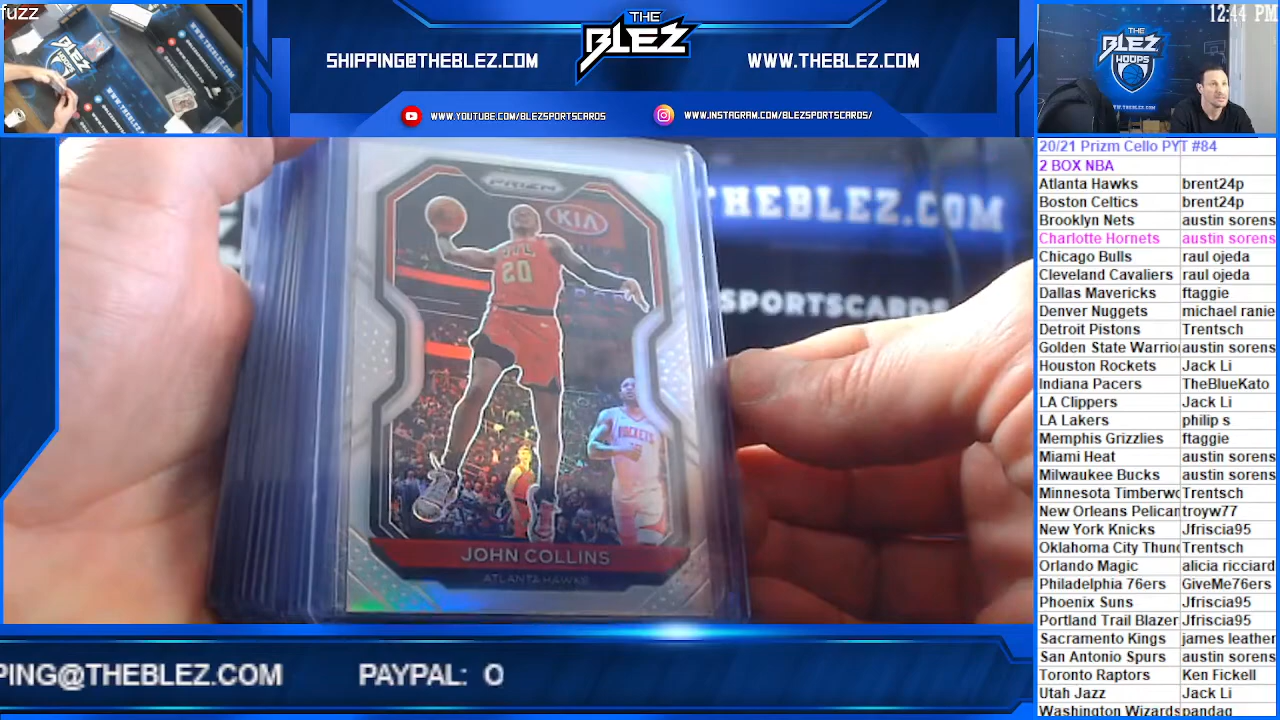 fuzz
THE
BLEZ
SHIPPING@THEBLEZ.COM
WWW.THEBLEZ.COM
WWW.YOUTUBE.COM/BLEZSPORTSCARDS
WWW.INSTAGRAM.COM/BLEZSPORTSCARDS/
12:44 PM
THE
BLEZ
HOOPS
PRIZM
KIA
ATL
20
ROCKETS
JOHN COLLINS
ATLANTA HAWKS
THEBLEZ.COM
SPORTSCARDS
20/21 Prizm Cello PYT #84
2 BOX NBA
Atlanta Hawks brent24p
Boston Celtics brent24p
Brooklyn Nets austin sorens
Charlotte Hornets austin sorens
Chicago Bulls raul ojeda
Cleveland Cavaliers raul ojeda
Dallas Mavericks ftaggie
Denver Nuggets michael ranie
Detroit Pistons Trentsch
Golden State Warrio austin sorens
Houston Rockets Jack Li
Indiana Pacers TheBlueKato
LA Clippers Jack Li
LA Lakers philip s
Memphis Grizzlies ftaggie
Miami Heat austin sorens
Milwaukee Bucks austin sorens
Minnesota Timberwo Trentsch
New Orleans Pelican troyw77
New York Knicks Jfriscia95
Oklahoma City Thun Trentsch
Orlando Magic alicia ricciard
Philadelphia 76ers GiveMe76ers
Phoenix Suns Jfriscia95
Portland Trail Blazer Jfriscia95
Sacramento Kings james leather
San Antonio Spurs austin sorens
Toronto Raptors Ken Fickell
Utah Jazz Jack Li
Washington Wizards pandag
PING@THEBLEZ.COM PAYPAL: O